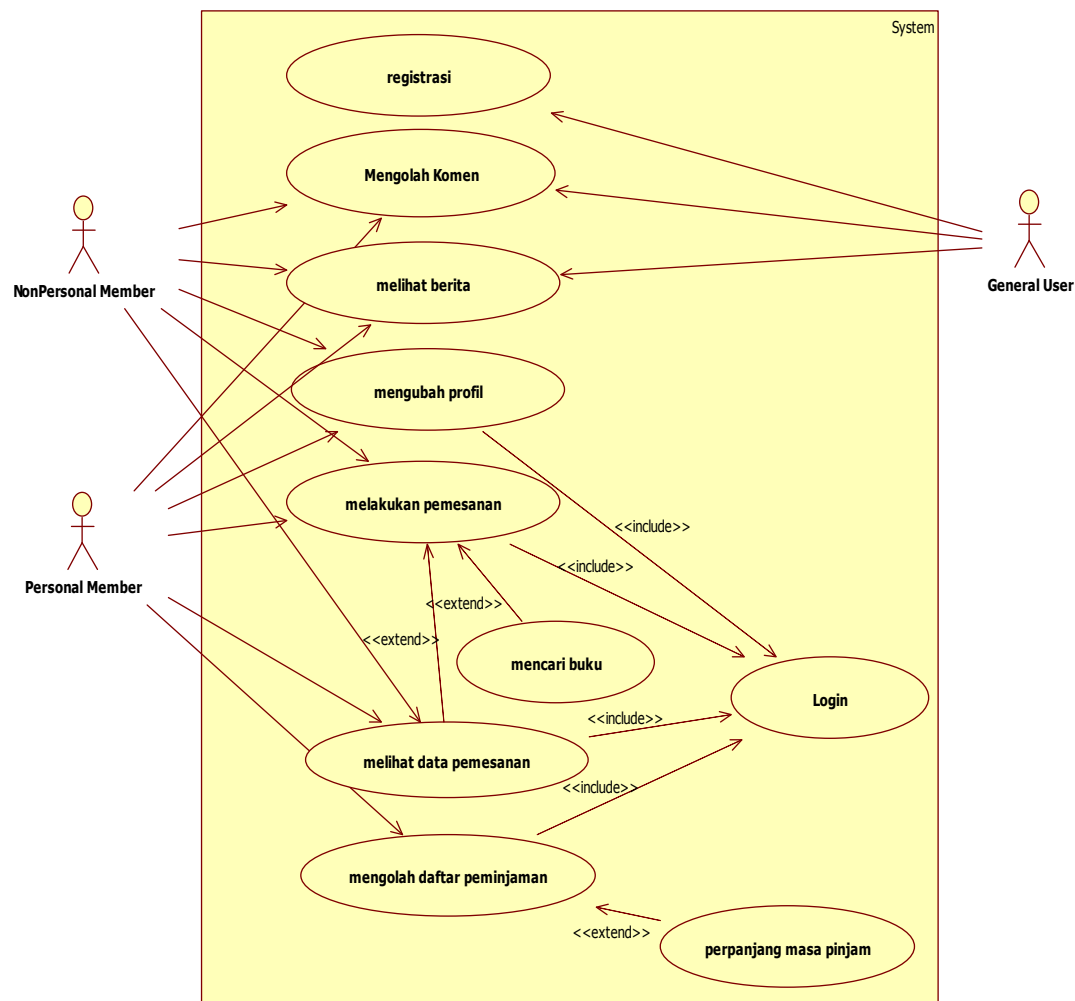 System
registrasi
Mengolah Komen
NonPersonal Member
melihat berita
General User
mengubah profil
melakukan pemesanan
<<include>>
<<include>>
Personal Member
<<extend>>
<<extend>>
mencari buku
Login
<<include>>
melihat data pemesanan
<<include>>
mengolah daftar peminjaman
<<extend>>
perpanjang masa pinjam